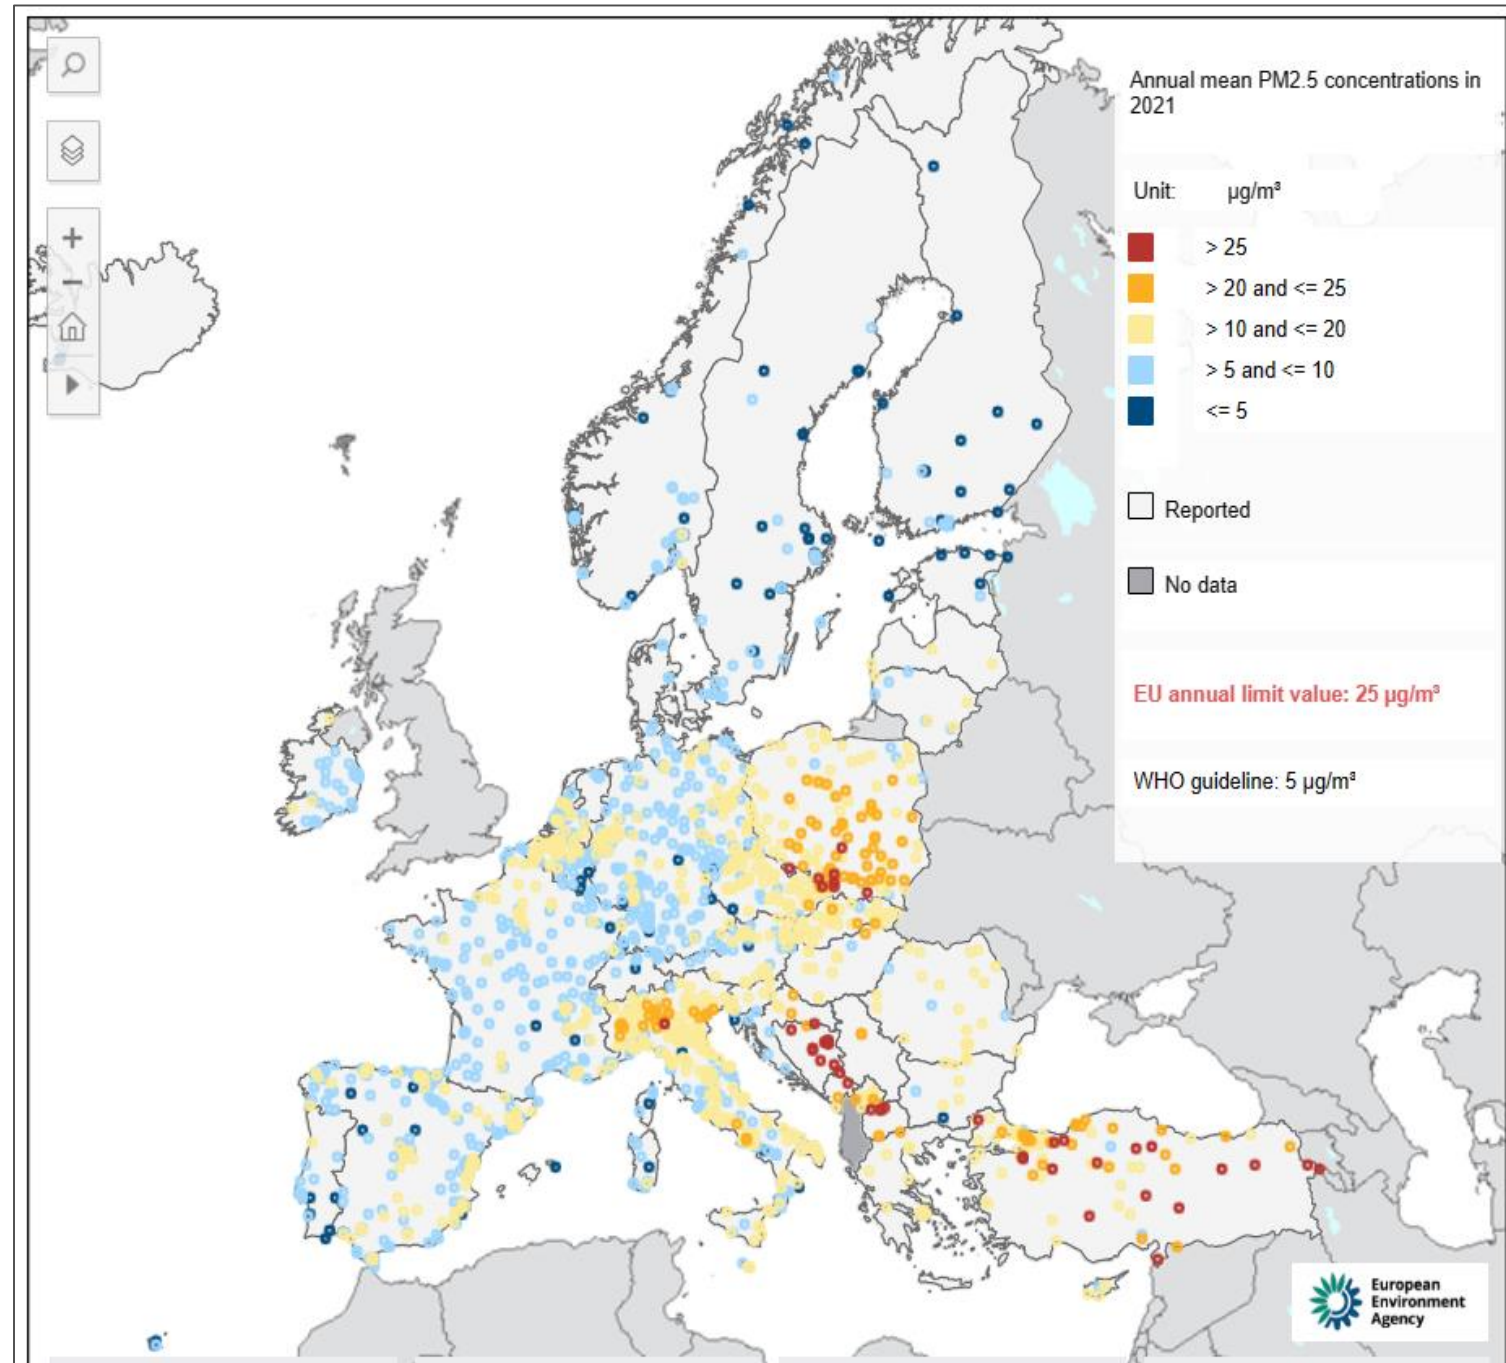 Annual mean PM2.5 concentrations in
2021
Unit: µg/m³
> 25
> 20 and <= 25
> 10 and <= 20
> 5 and <= 10
<= 5
Reported
No data
EU annual limit value: 25 µg/m³
WHO guideline: 5 µg/m³
European
Environment
Agency